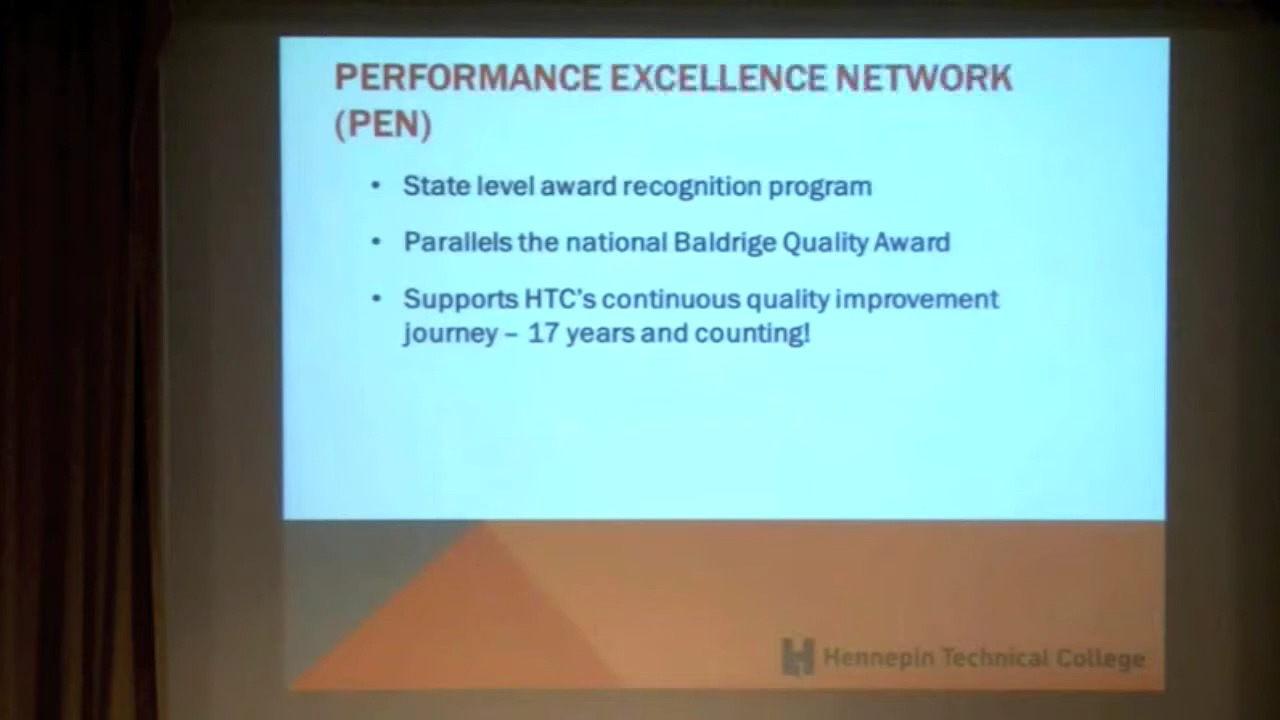 PERFORMANCE EXCELLENCE NETWORK
(PEN)
• State level award recognition program
• Parallels the national Baldrige Quality Award
• Supports HTC's continuous quality improvement
journey – 17 years and counting!
Hennepin Technical College